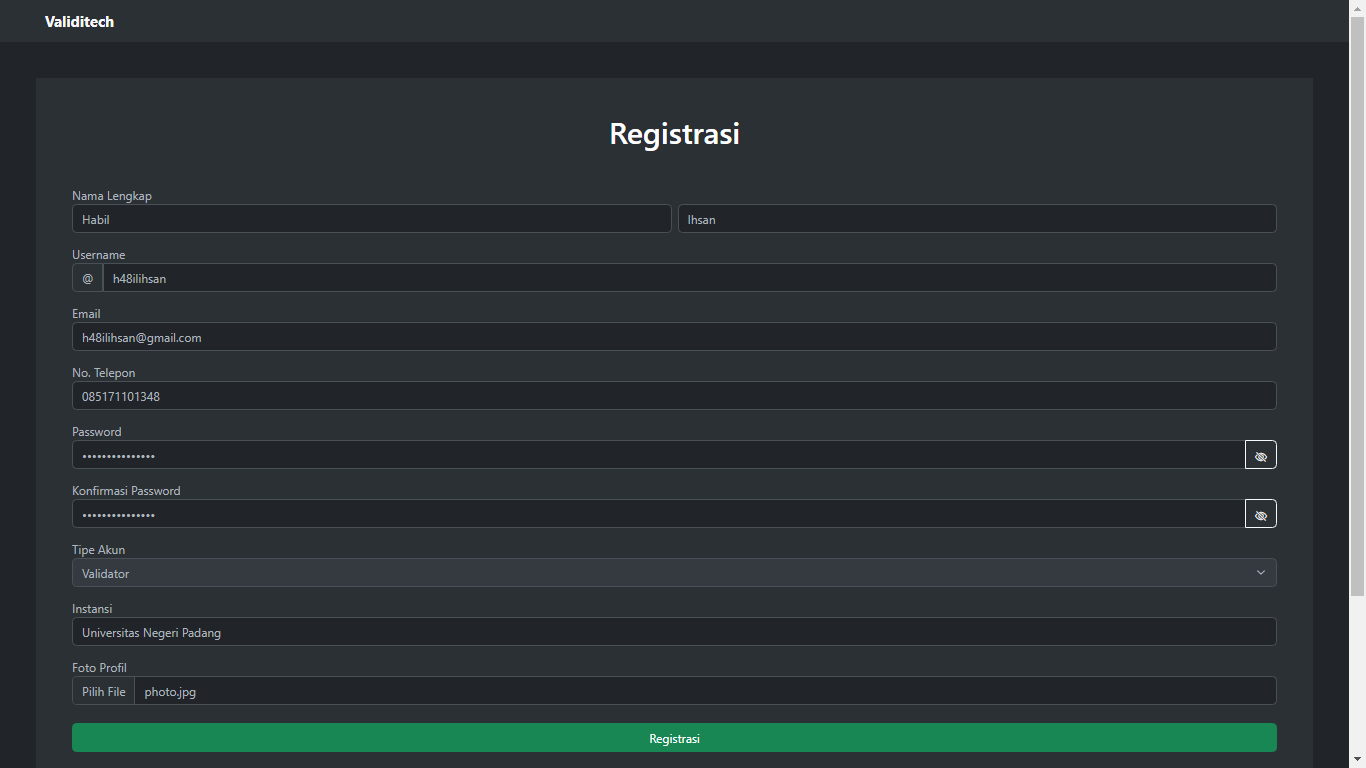 Validitech
Registrasi
Nama Lengkap
Habil Ihsan
Username
@ h48ilihsan
Email
h48ilihsan@gmail.com
No. Telepon
085171101348
Password
•••••••••••••••
Konfirmasi Password
•••••••••••••••
Tipe Akun
Validator
Instansi
Universitas Negeri Padang
Foto Profil
Pilih File photo.jpg
Registrasi